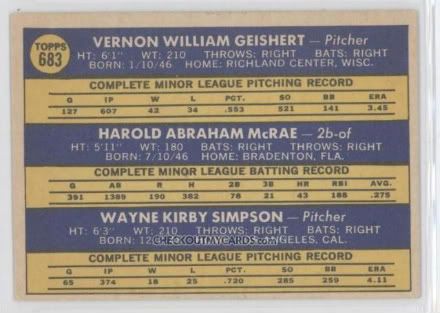 TOPPS
683
VERNON WILLIAM GEISHERT — Pitcher
HT: 6'1" WT: 210 THROWS: RIGHT BATS: RIGHT
BORN: 1/10/46 HOME: RICHLAND CENTER, WISC.
COMPLETE MINOR LEAGUE PITCHING RECORD
G IP W L PCT. SO BB ERA
127 607 42 34 .553 521 141 3.45
HAROLD ABRAHAM McRAE — 2b-of
HT: 5'11" WT: 180 BATS: RIGHT THROWS: RIGHT
BORN: 7/10/46 HOME: BRADENTON, FLA.
COMPLETE MINOR LEAGUE BATTING RECORD
G AB R H 2B 3B HR RBI AVG.
391 1389 190 382 78 21 43 188 .275
WAYNE KIRBY SIMPSON — Pitcher
HT: 6'3" WT: 210 THROWS: RIGHT BATS: RIGHT
BORN: 12 ANGELES, CAL.
CHECKOUTMYCARDS.COM
COMPLETE MINOR LEAGUE PITCHING RECORD
G IP W L PCT. SO BB ERA
65 374 18 25 .720 285 259 4.11